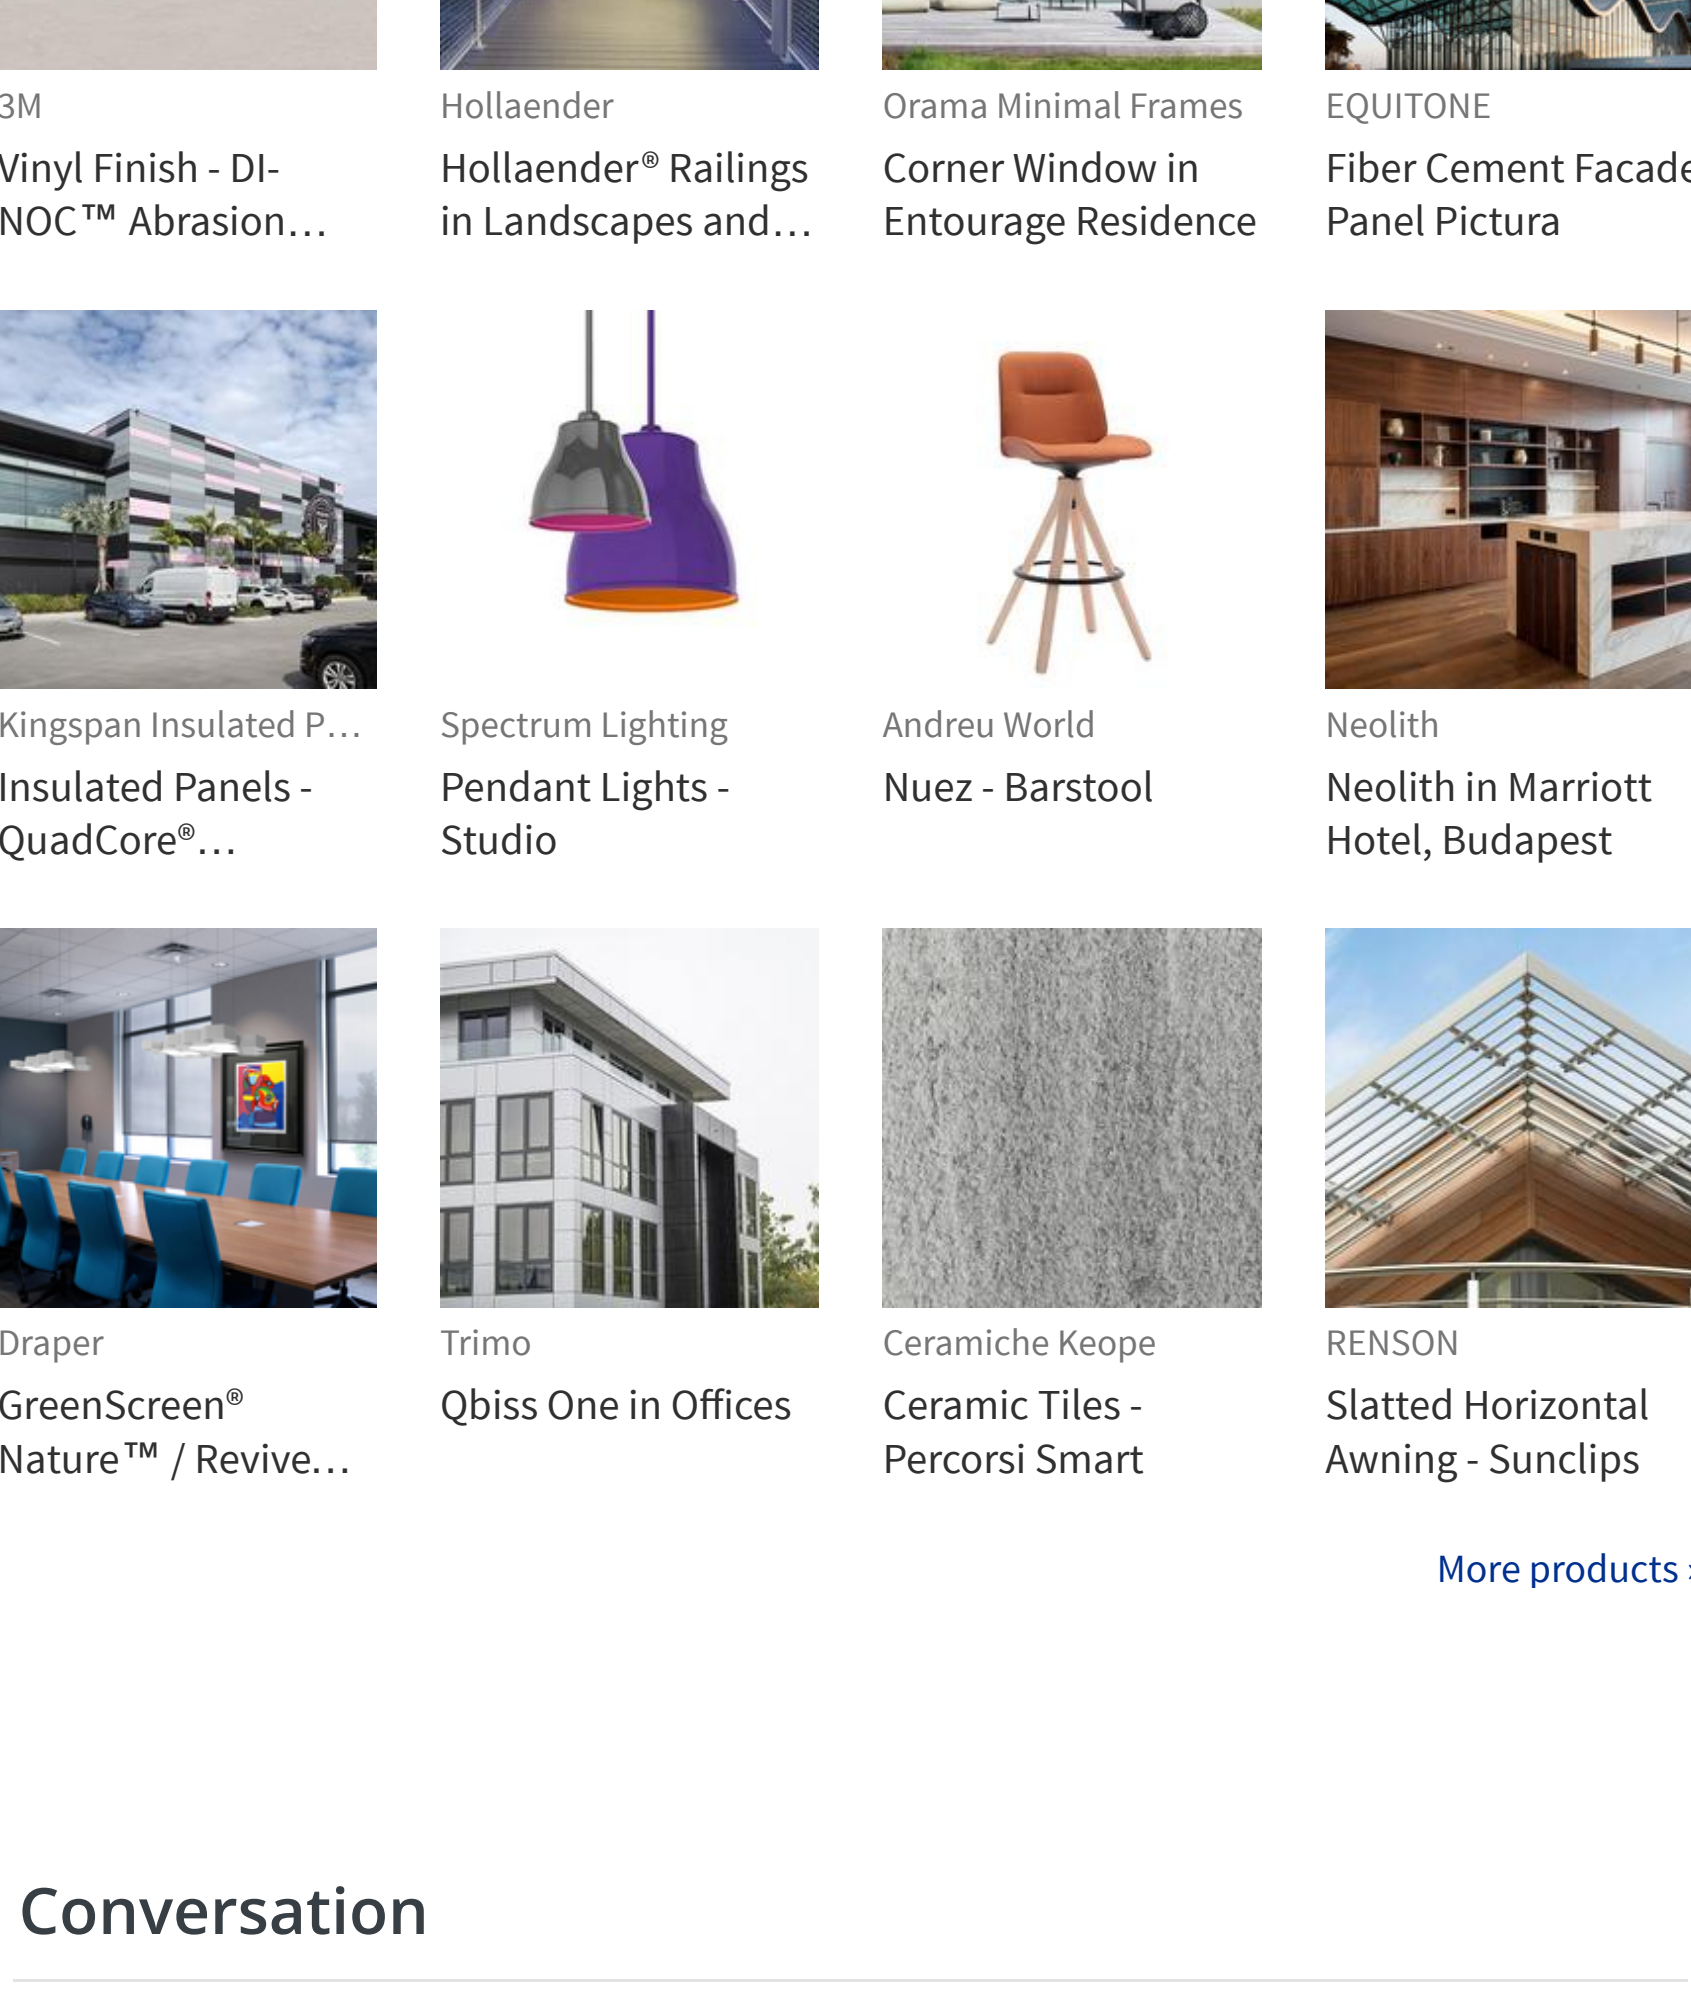 3M
Vinyl Finish - DI-
NOC™ Abrasion...
Hollaender
Hollaender® Railings
in Landscapes and...
Orama Minimal Frames
Corner Window in
Entourage Residence
EQUITONE
Fiber Cement Facade
Panel Pictura
Kingspan Insulated P...
Insulated Panels -
QuadCore®...
Spectrum Lighting
Pendant Lights -
Studio
Andreu World
Nuez - Barstool
Neolith
Neolith in Marriott
Hotel, Budapest
Draper
GreenScreen®
Nature™ / Revive...
Trimo
Qbiss One in Offices
Ceramiche Keope
Ceramic Tiles -
Percorsi Smart
RENSON
Slatted Horizontal
Awning - Sunclips
More products »
Conversation